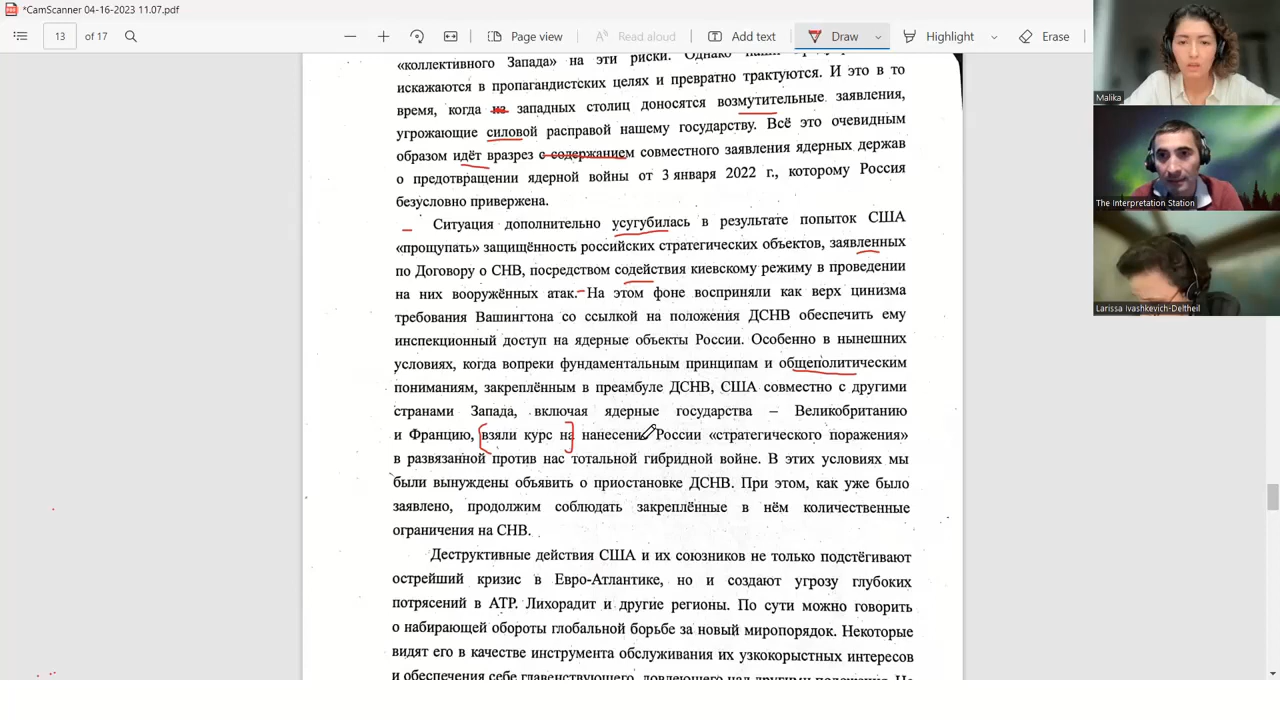 *CamScanner 04-16-2023 11.07.pdf
13 of 17 Page view Read aloud Add text Draw Highlight Erase
«коллективного Запада» на эти риски. Однако
искажаются в пропагандистских целях и превратно трактуются. И это в то
время, когда из западных столиц доносятся возмутительные заявления,
угрожающие силовой расправой нашему государству. Всё это очевидным
образом идёт вразрез с содержанием совместного заявления ядерных держав
о предотвращении ядерной войны от 3 января 2022 г., которому Россия
безусловно привержена.
Ситуация дополнительно усугубилась в результате попыток США
«прощупать» защищённость российских стратегических объектов, заявленных
по Договору о СНВ, посредством содействия киевскому режиму в проведении
на них вооружённых атак. На этом фоне восприняли как верх цинизма
требования Вашингтона со ссылкой на положения ДСНВ обеспечить ему
инспекционный доступ на ядерные объекты России. Особенно в нынешних
условиях, когда вопреки фундаментальным принципам и общеполитическим
пониманиям, закреплённым в преамбуле ДСНВ, США совместно с другими
странами Запада, включая ядерные государства – Великобританию
и Францию, взяли курс на нанесени России «стратегического поражения»
в развязанной против нас тотальной гибридной войне. В этих условиях мы
были вынуждены объявить о приостановке ДСНВ. При этом, как уже было
заявлено, продолжим соблюдать закреплённые в нём количественные
ограничения на СНВ.
Деструктивные действия США и их союзников не только подстёгивают
острейший кризис в Евро-Атлантике, но и создают угрозу глубоких
потрясений в АТР. Лихорадит и другие регионы. По сути можно говорить
о набирающей обороты глобальной борьбе за новый миропорядок. Некоторые
видят его в качестве инструмента обслуживания их узкокорыстных интересов
и обеспечения себе главенствующего, довлеющего над другими положения. Но
Malika
The Interpretation Station
Larissa Ivashkevich-Deltheil